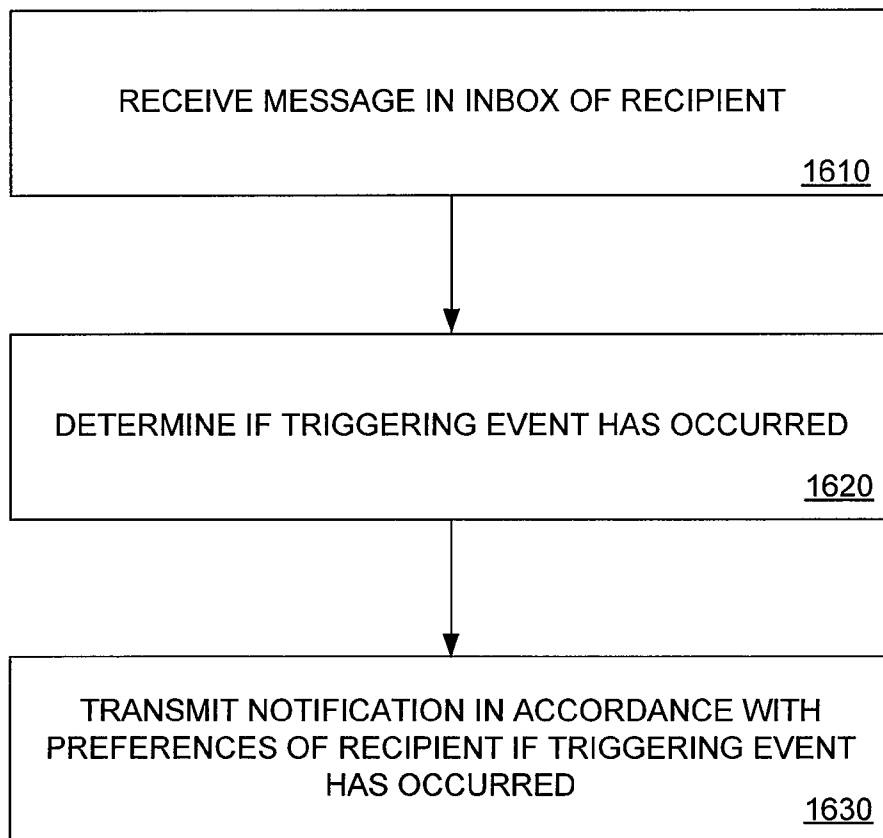 RECEIVE MESSAGE IN INBOX OF RECIPIENT
1610
DETERMINE IF TRIGGERING EVENT HAS OCCURRED
1620
TRANSMIT NOTIFICATION IN ACCORDANCE WITH
PREFERENCES OF RECIPIENT IF TRIGGERING EVENT
HAS OCCURRED
1630